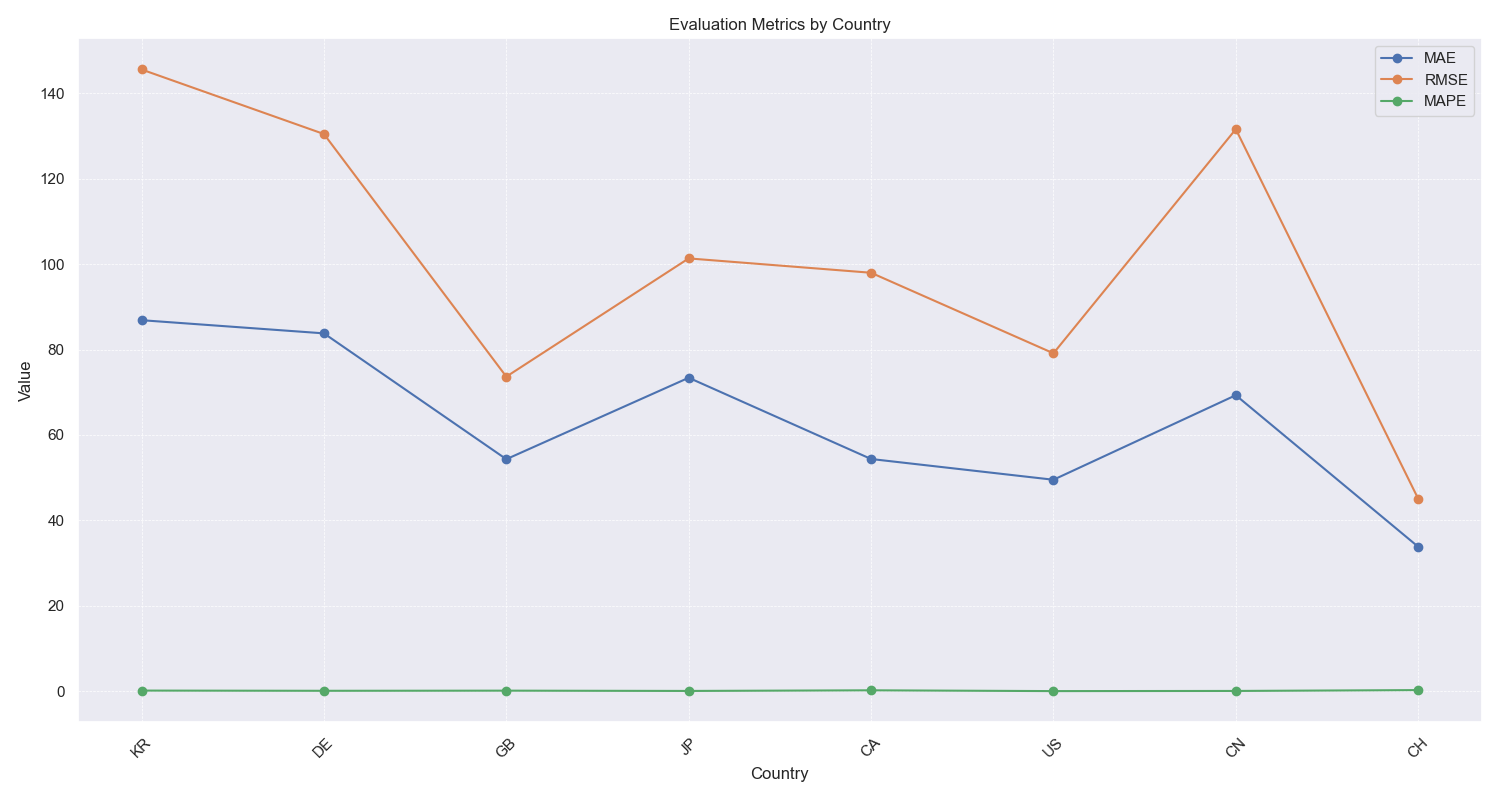 Evaluation Metrics by Country
MAE
RMSE
MAPE
140
120
100
80
60
40
20
0
Value
KR
DE
GB
JP
CA
US
CN
CH
Country